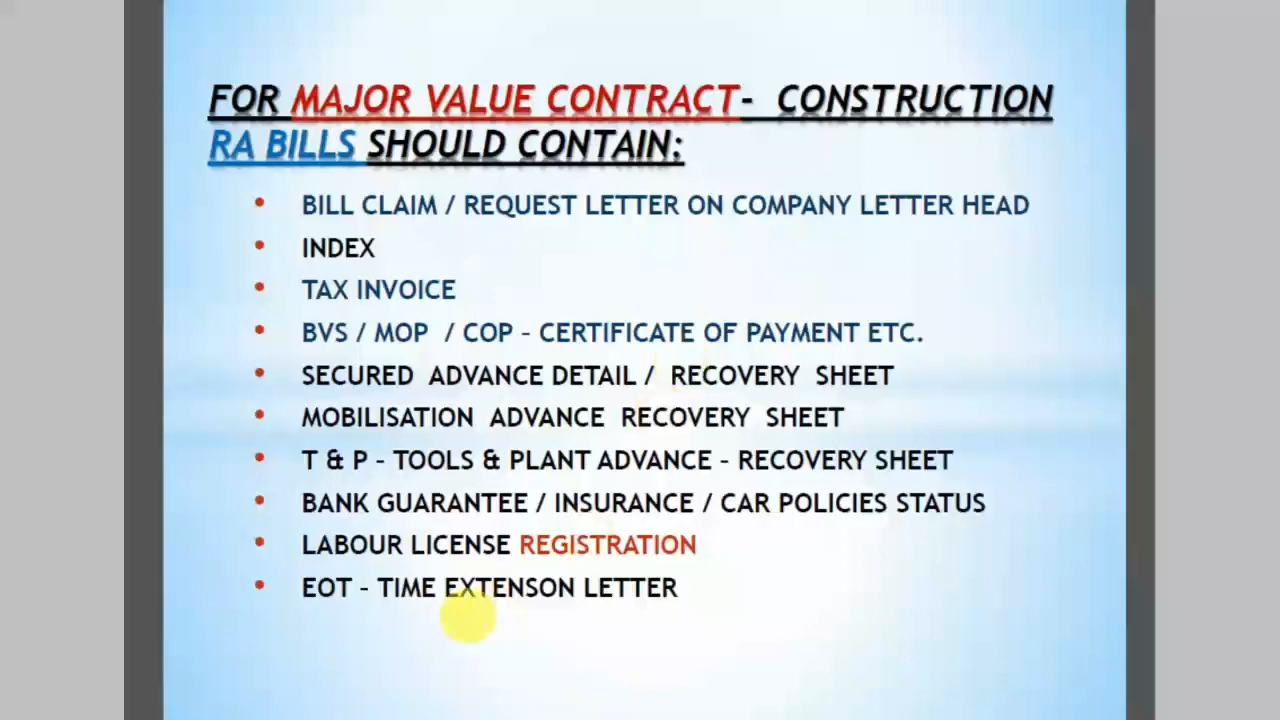 FOR MAJOR VALUE CONTRACT- CONSTRUCTION
RA BILLS SHOULD CONTAIN:
• BILL CLAIM / REQUEST LETTER ON COMPANY LETTER HEAD
• INDEX
• TAX INVOICE
• BVS / MOP / COP – CERTIFICATE OF PAYMENT ETC.
• SECURED ADVANCE DETAIL / RECOVERY SHEET
• MOBILISATION ADVANCE RECOVERY SHEET
• T & P – TOOLS & PLANT ADVANCE – RECOVERY SHEET
• BANK GUARANTEE / INSURANCE / CAR POLICIES STATUS
• LABOUR LICENSE REGISTRATION
• EOT – TIME EXTENSON LETTER